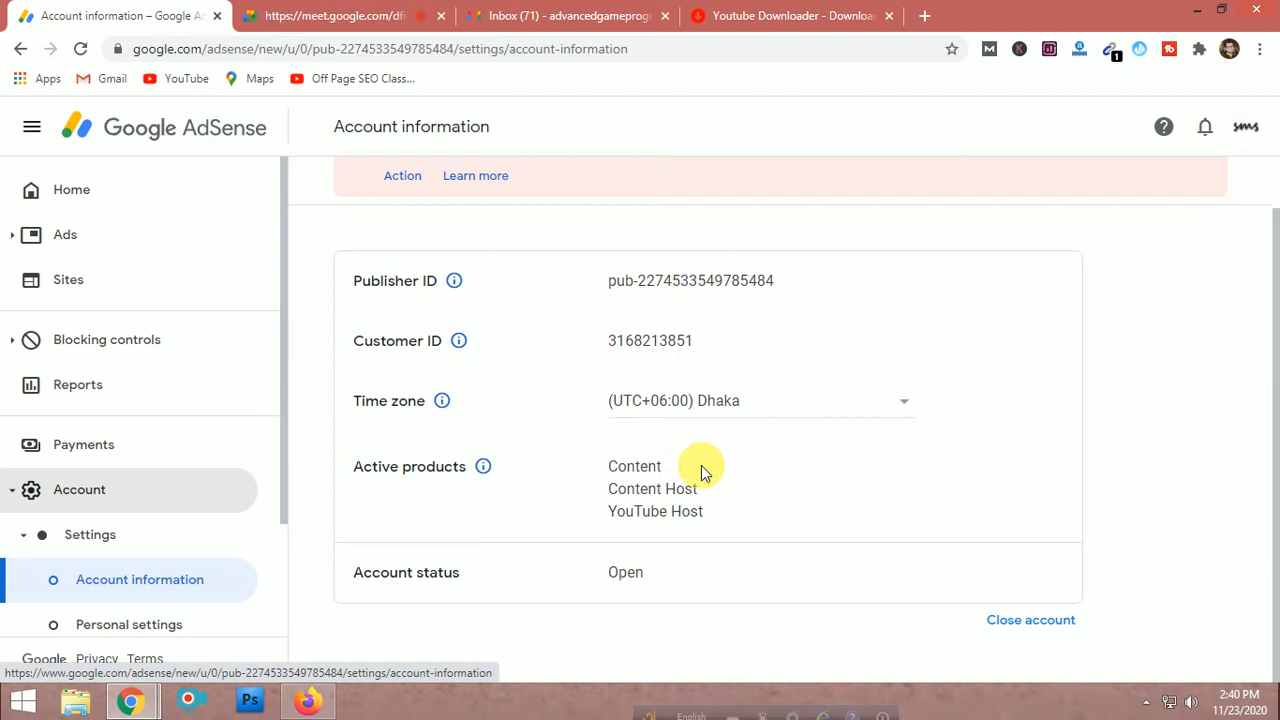 Account information – Google Ad
https://meet.google.com/dfi
Inbox (71) - advancedgameprog
Youtube Downloader - Downloa
google.com/adsense/new/u/0/pub-2274533549785484/settings/account-information
1
Apps
Gmail
YouTube
Maps
Off Page SEO Class...
Google AdSense
Account information
sms
Action
Learn more
Home
Ads
Sites
Blocking controls
Reports
Payments
Account
Settings
Account information
Personal settings
Google Privacy Terms
Publisher ID
pub-2274533549785484
Customer ID
3168213851
Time zone
(UTC+06:00) Dhaka
Active products
Content
Content Host
YouTube Host
Account status
Open
Close account
https://www.google.com/adsense/new/u/0/pub-2274533549785484/settings/account-information
Ps
English
2:40 PM
11/23/2020